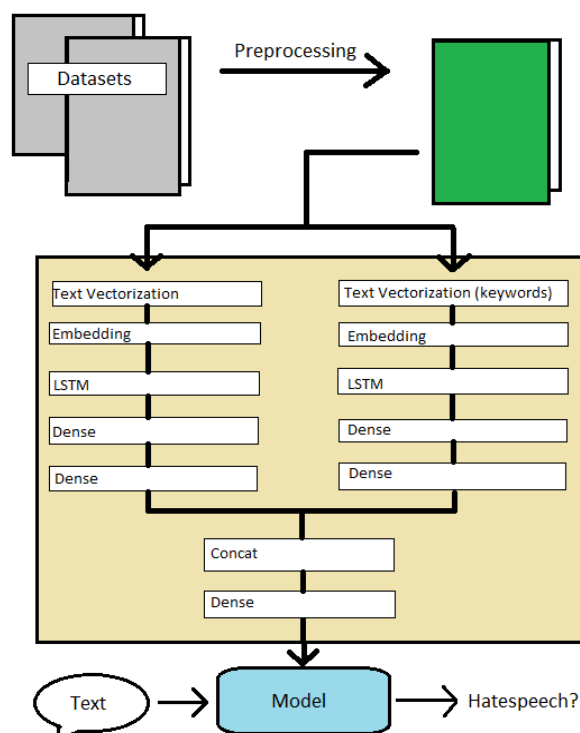 Preprocessing
Datasets
Text Vectorization
Embedding
LSTM
Dense
Dense
Text Vectorization (keywords)
Embedding
LSTM
Dense
Dense
Concat
Dense
Text
Model
Hatespeech?